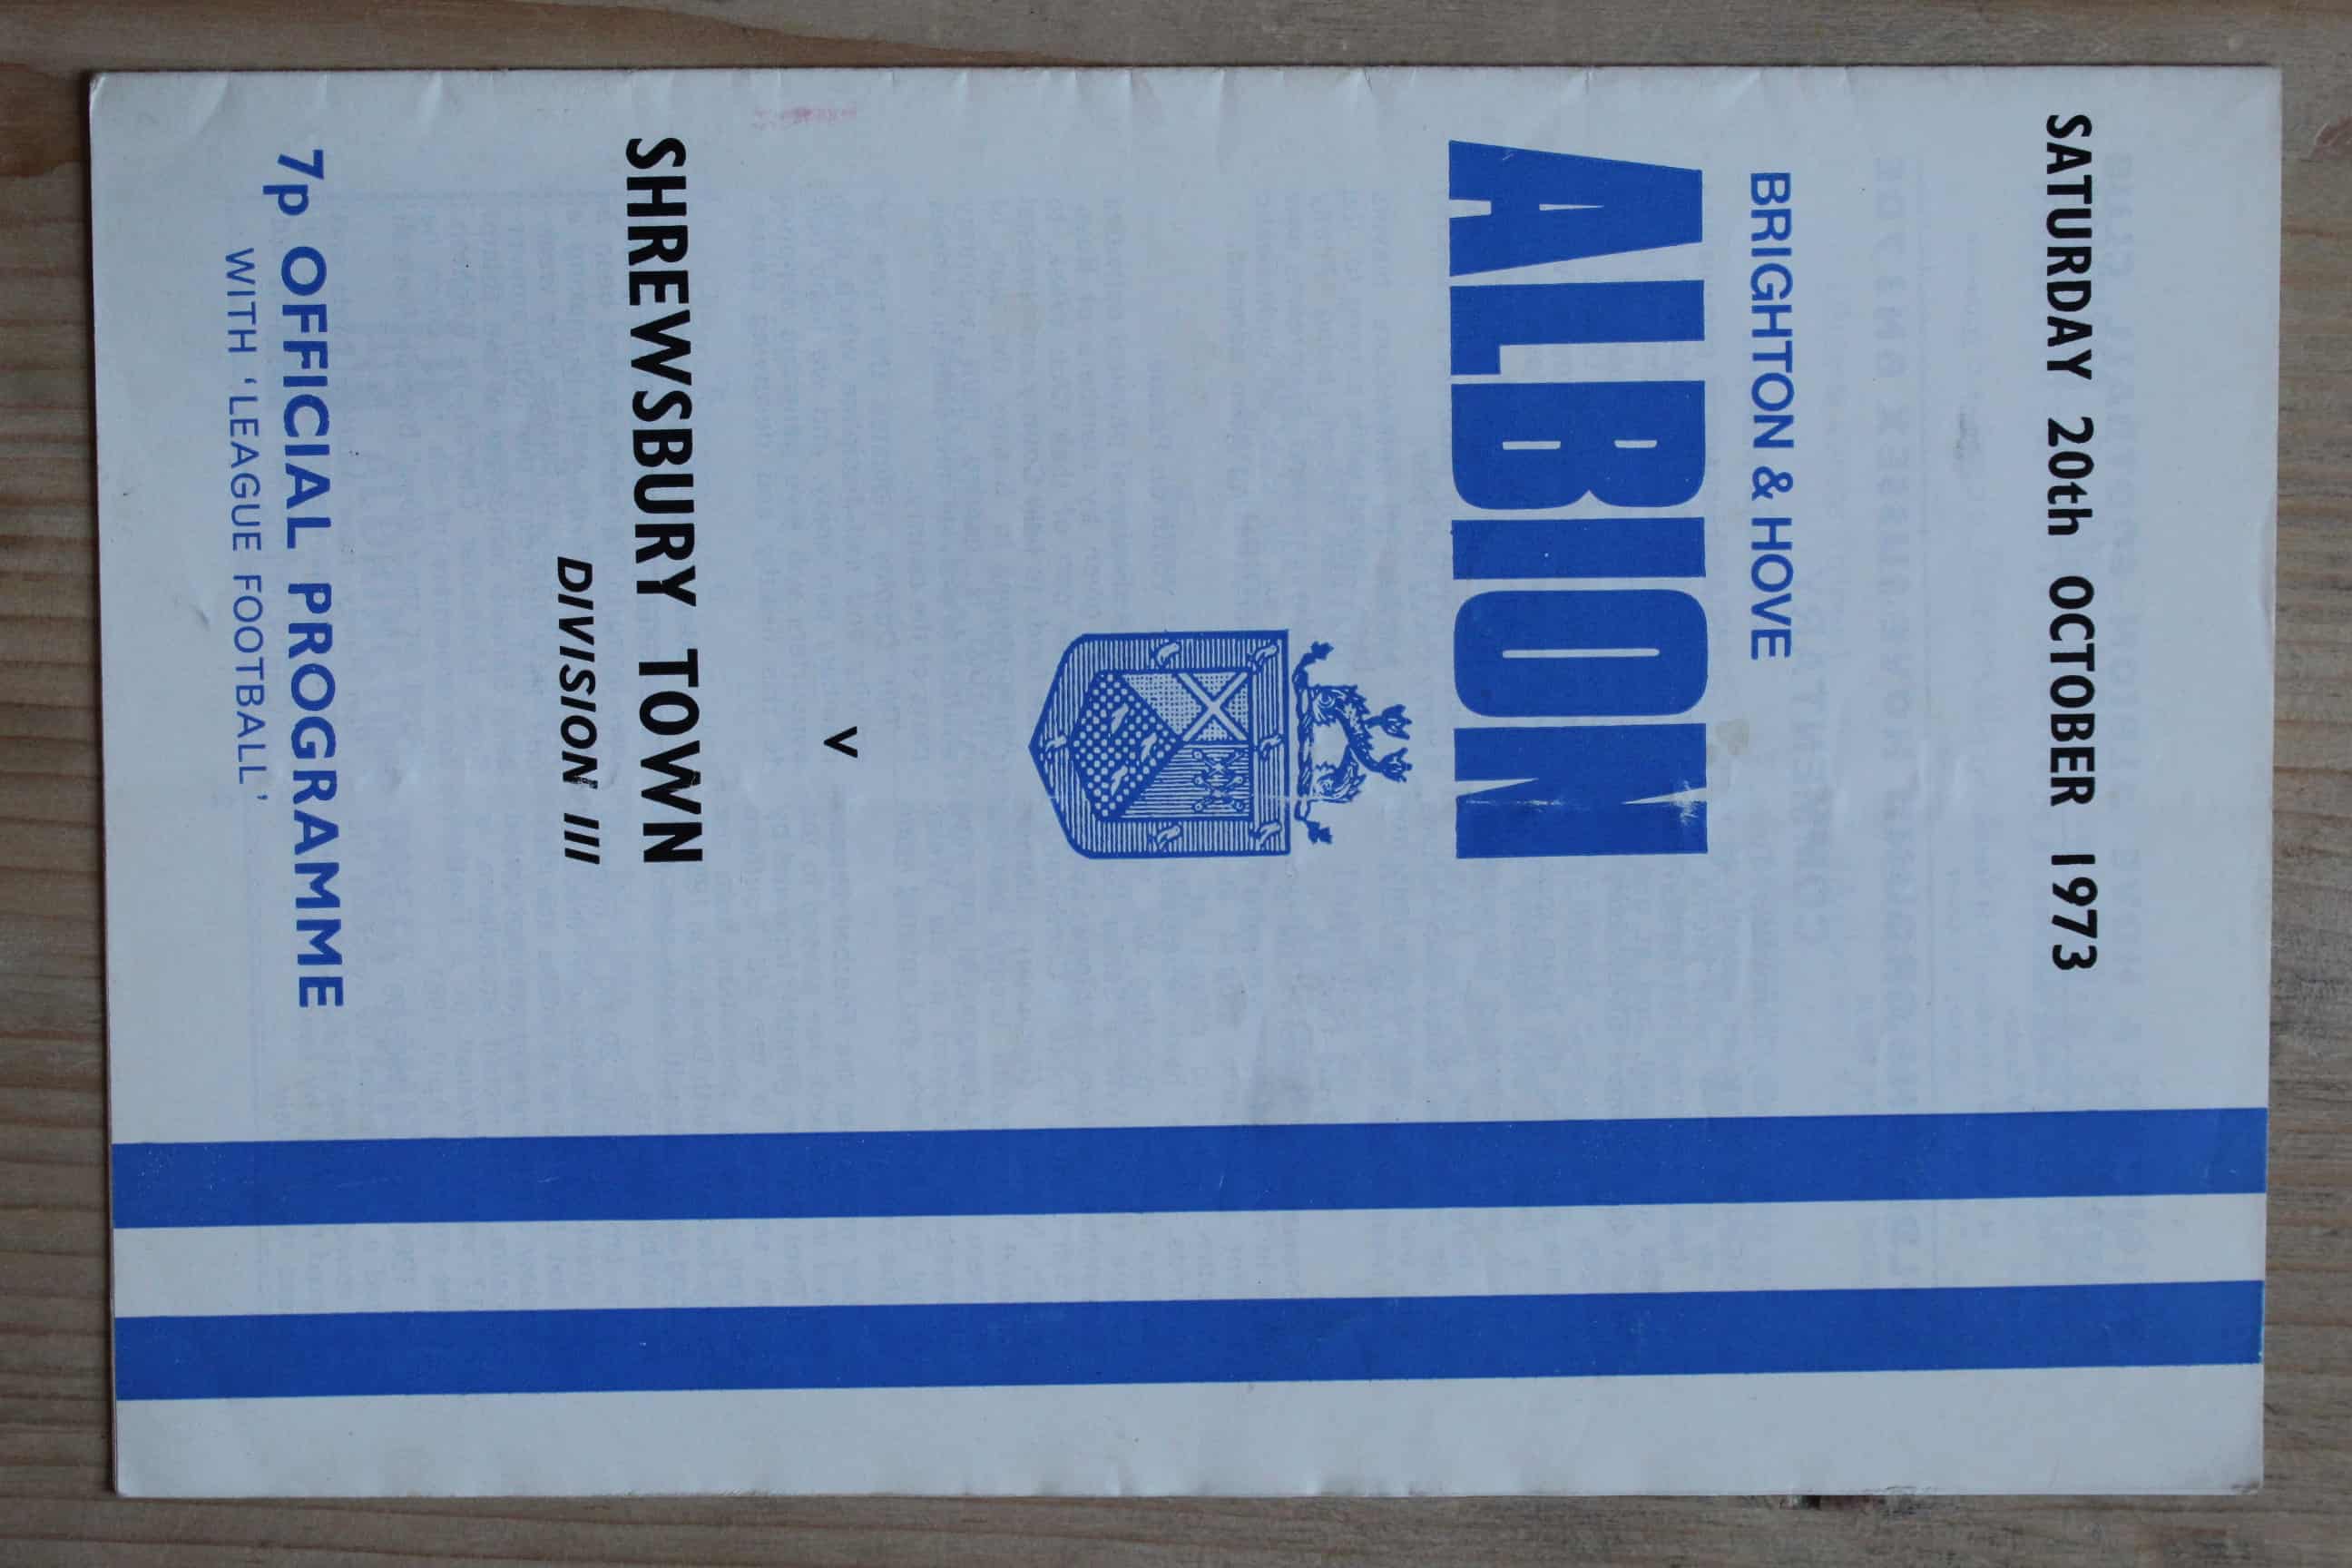 SATURDAY 20th OCTOBER 1973
BRIGHTON & HOVE
ALBION
V
SHREWSBURY TOWN
DIVISION III
7p OFFICIAL PROGRAMME
WITH 'LEAGUE FOOTBALL'